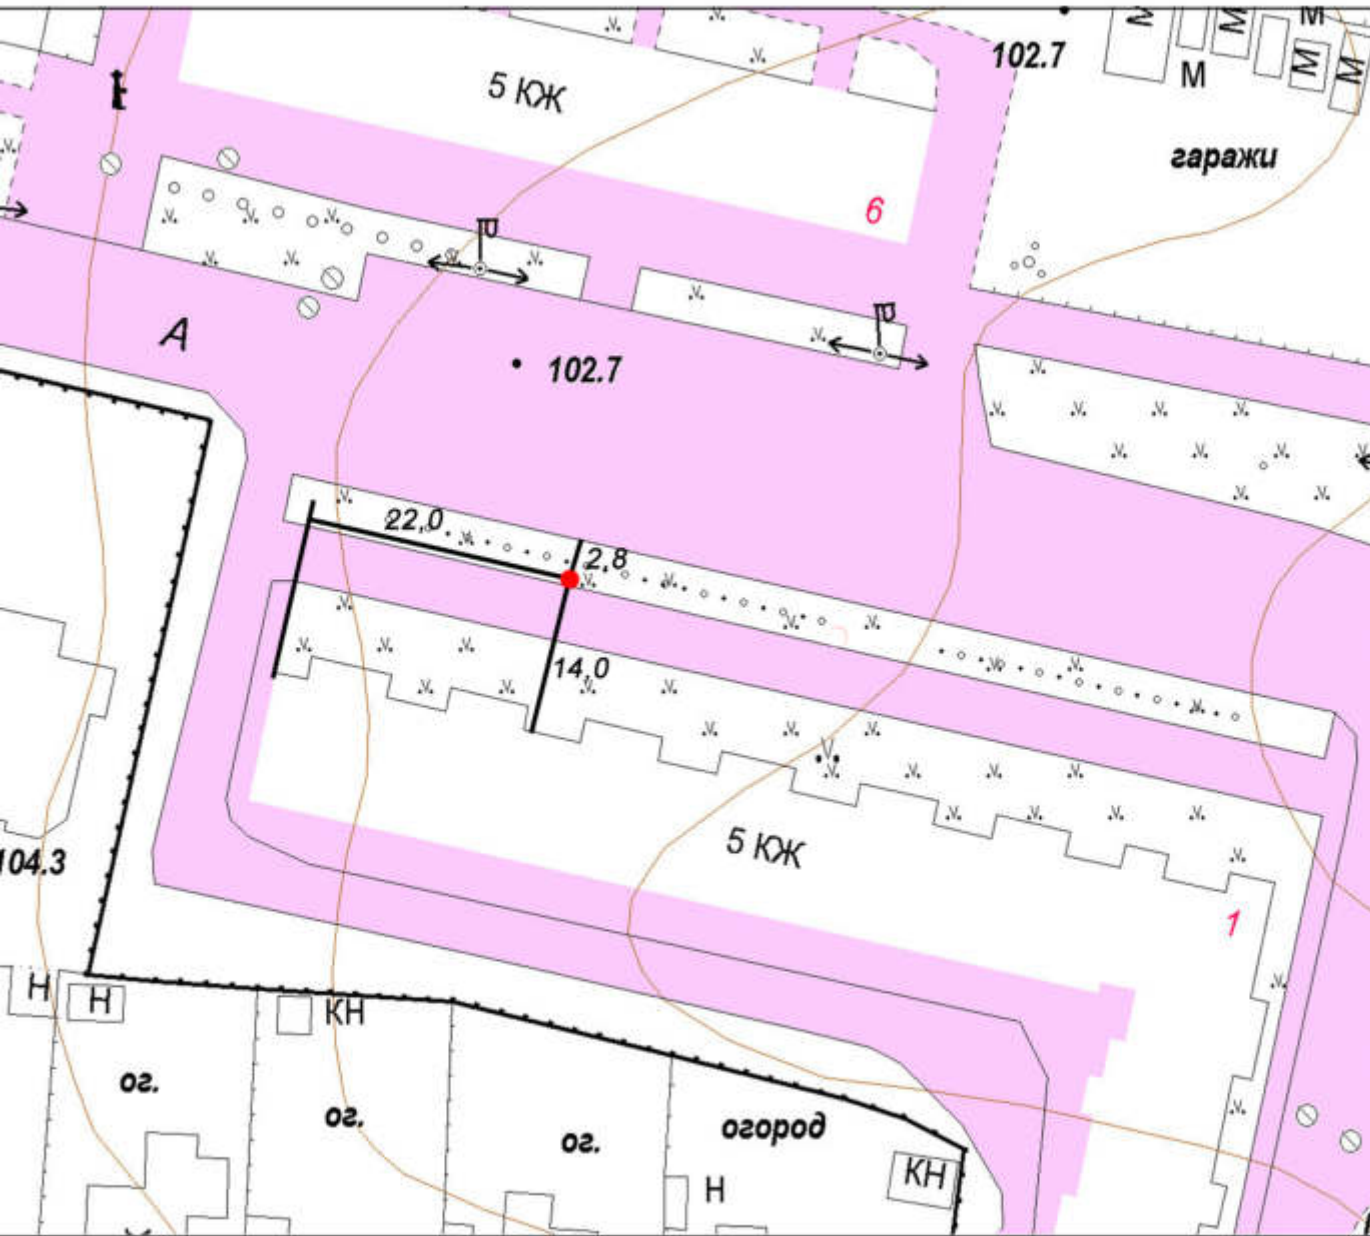 М
М
М
102.7
5 КЖ
М
М
М
гаражи
6
А
102.7
22,0
2,8
14,0
5 КЖ
104.3
1
Н
Н
КН
ог.
ог.
ог.
огород
КН
Н